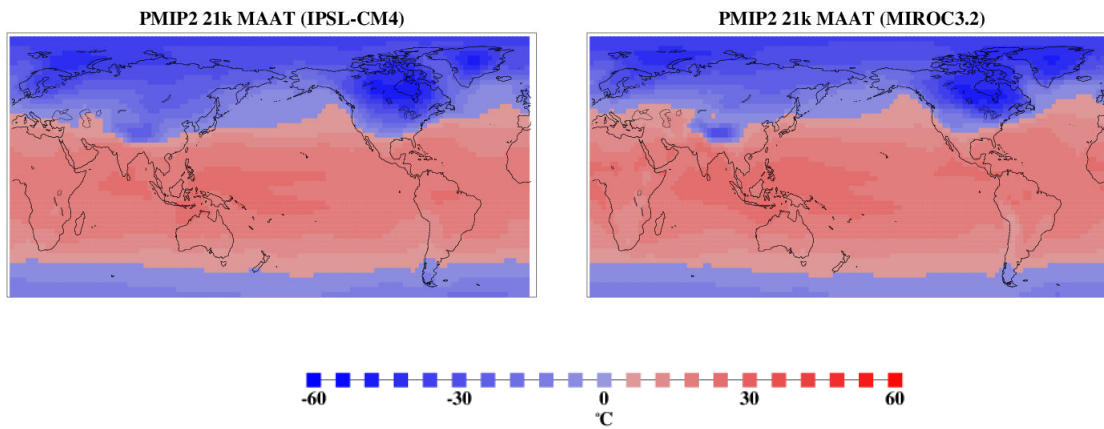 PMIP2 21k MAAT (IPSL-CM4)
PMIP2 21k MAAT (MIROC3.2)
-60 -30 0 30 60
°C